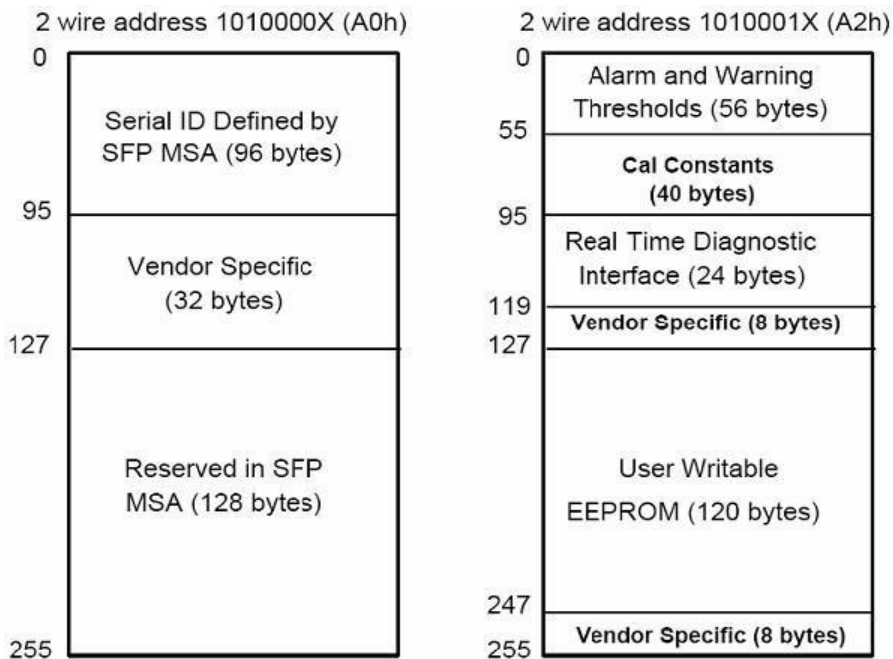 2 wire address 1010000X (A0h)
0
Serial ID Defined by
SFP MSA (96 bytes)
95
Vendor Specific
(32 bytes)
127
Reserved in SFP
MSA (128 bytes)
255
2 wire address 1010001X (A2h)
0
Alarm and Warning
Thresholds (56 bytes)
55
Cal Constants
(40 bytes)
95
Real Time Diagnostic
Interface (24 bytes)
119
Vendor Specific (8 bytes)
127
User Writable
EEPROM (120 bytes)
247
Vendor Specific (8 bytes)
255